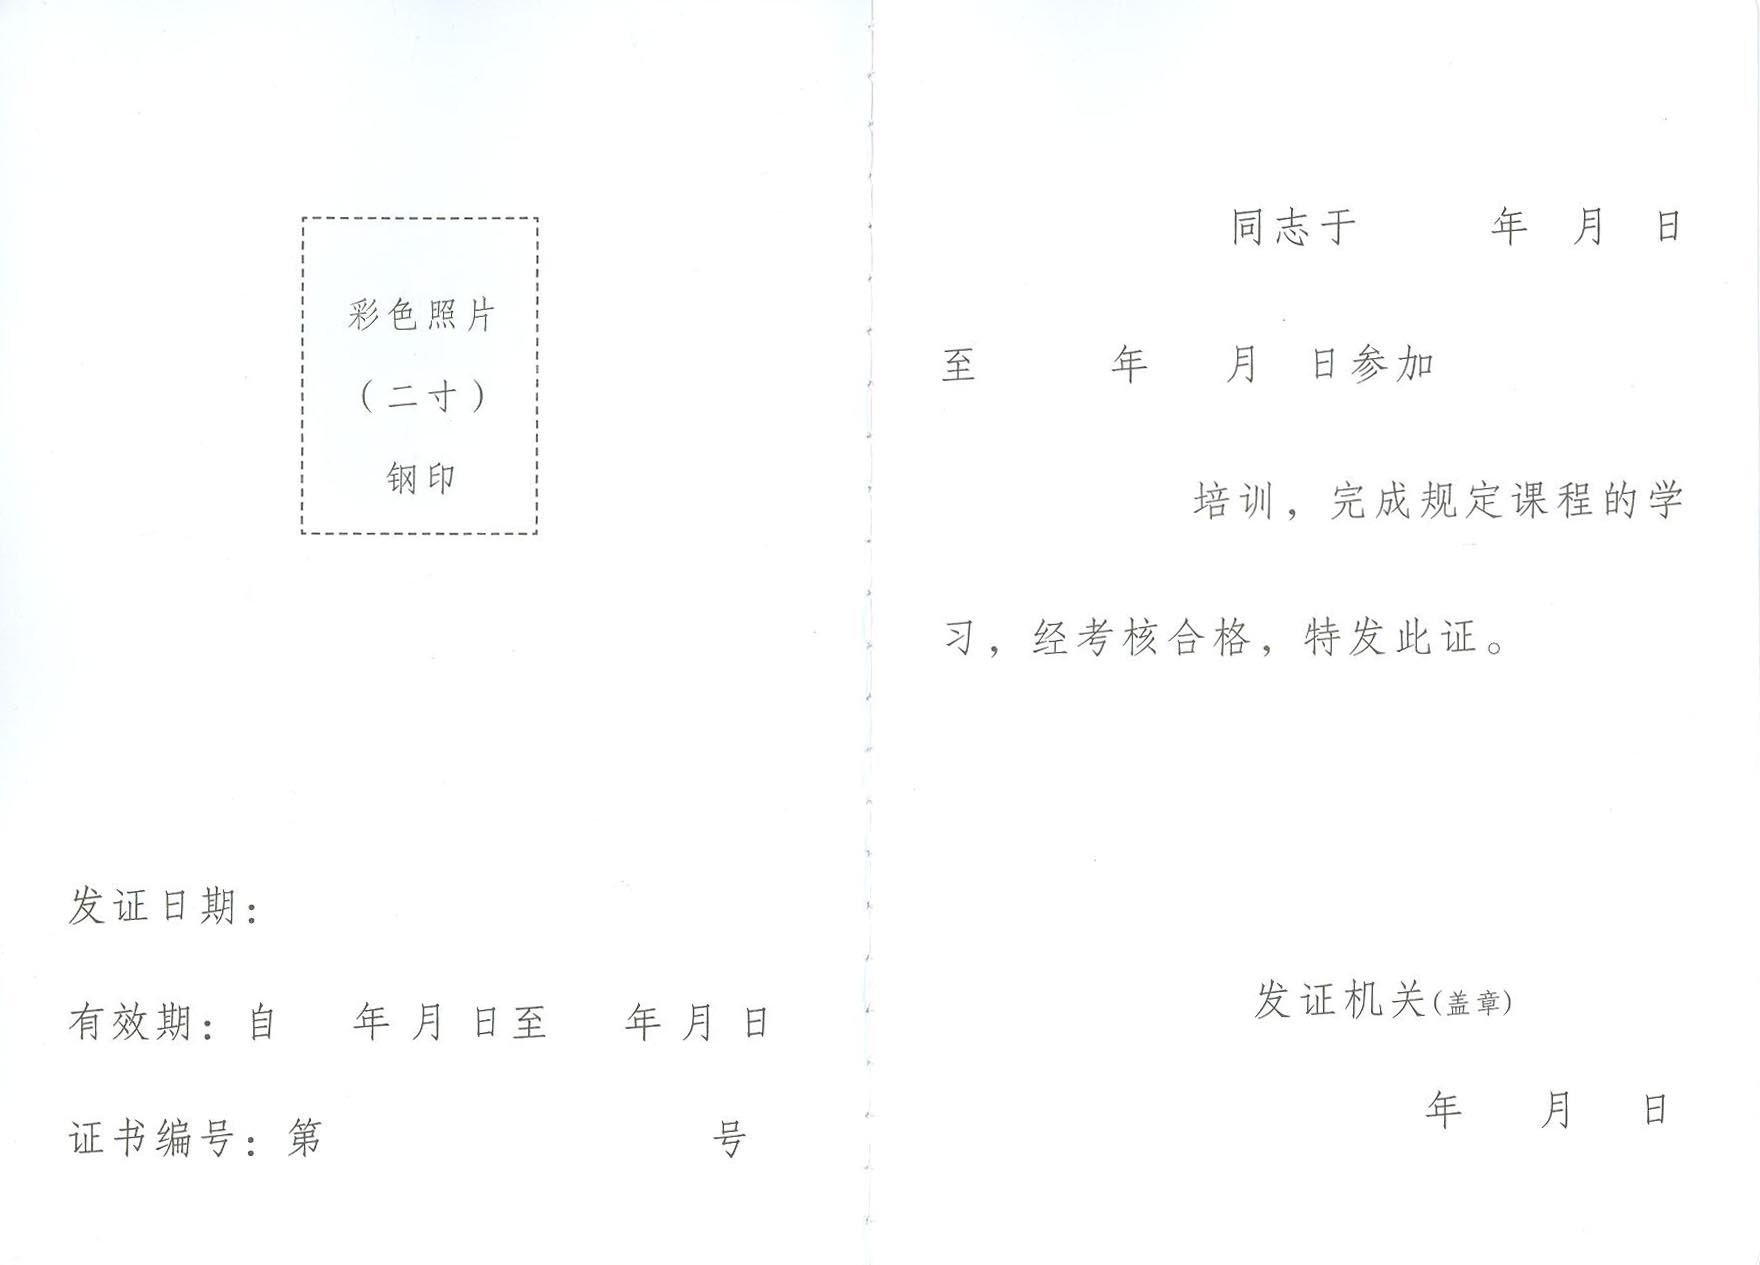 彩色照片
（二寸）
钢印
发证日期：
有效期：自 年 月 日至 年 月 日
证书编号：第 号
同志于 年 月 日
至 年 月 日参加
培训，完成规定课程的学
习，经考核合格，特发此证。
发证机关(盖章)
年 月 日